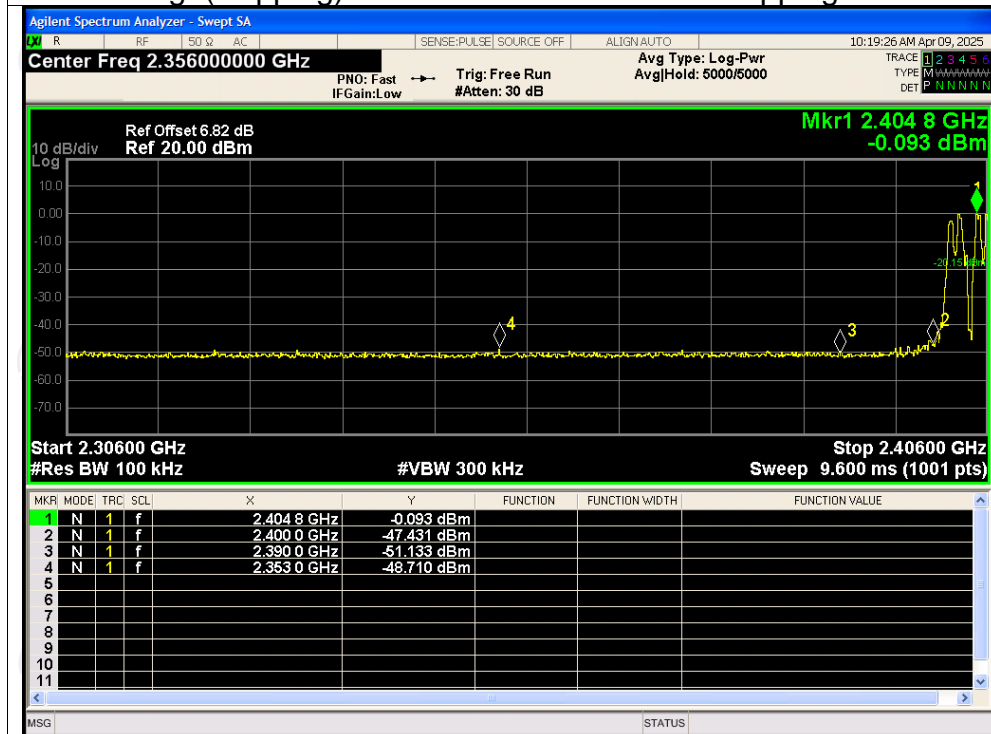 Agilent Spectrum Analyzer - Swept SA
LXI R RF 50 Ω AC SENSE:PULSE SOURCE OFF ALIGN AUTO 10:19:26 AM Apr 09, 2025
Center Freq 2.356000000 GHz
PNO: Fast
IFGain:Low
Trig: Free Run
#Atten: 30 dB
Avg Type: Log-Pwr
Avg|Hold: 5000/5000
TRACE 1 2 3 4 5 6
TYPE M
DET P N N N N N
Mkr1 2.404 8 GHz
-0.093 dBm
Ref Offset 6.82 dB
10 dB/div Ref 20.00 dBm
Log
10.0
0.00
-10.0
-20.0
-30.0
-40.0
-50.0
-60.0
-70.0
1
-20.15 dBm
4
3
2
Start 2.30600 GHz Stop 2.40600 GHz
#Res BW 100 kHz #VBW 300 kHz Sweep 9.600 ms (1001 pts)
MKR MODE TRC SCL X Y FUNCTION FUNCTION WIDTH FUNCTION VALUE
1 N 1 f 2.404 8 GHz -0.093 dBm
2 N 1 f 2.400 0 GHz -47.431 dBm
3 N 1 f 2.390 0 GHz -51.133 dBm
4 N 1 f 2.353 0 GHz -48.710 dBm
5
6
7
8
9
10
11
MSG STATUS